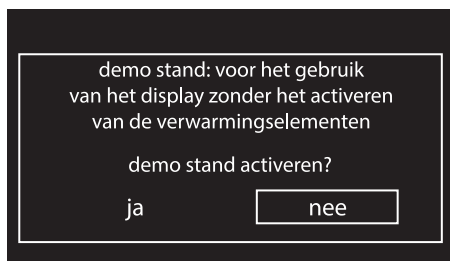 demo stand: voor het gebruik
van het display zonder het activeren
van de verwarmingselementen
demo stand activeren?
ja nee